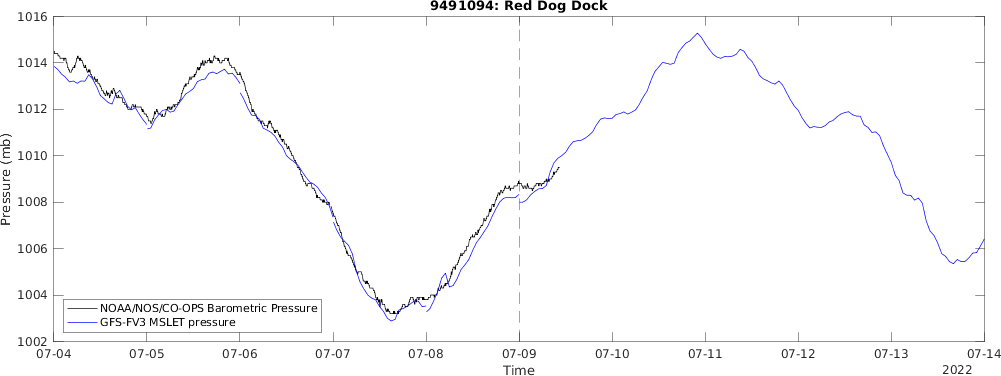 9491094: Red Dog Dock
Pressure (mb)
1016
1014
1012
1010
1008
1006
1004
1002
NOAA/NOS/CO-OPS Barometric Pressure
GFS-FV3 MSLET pressure
07-04 07-05 07-06 07-07 07-08 07-09 07-10 07-11 07-12 07-13 07-14
Time
2022